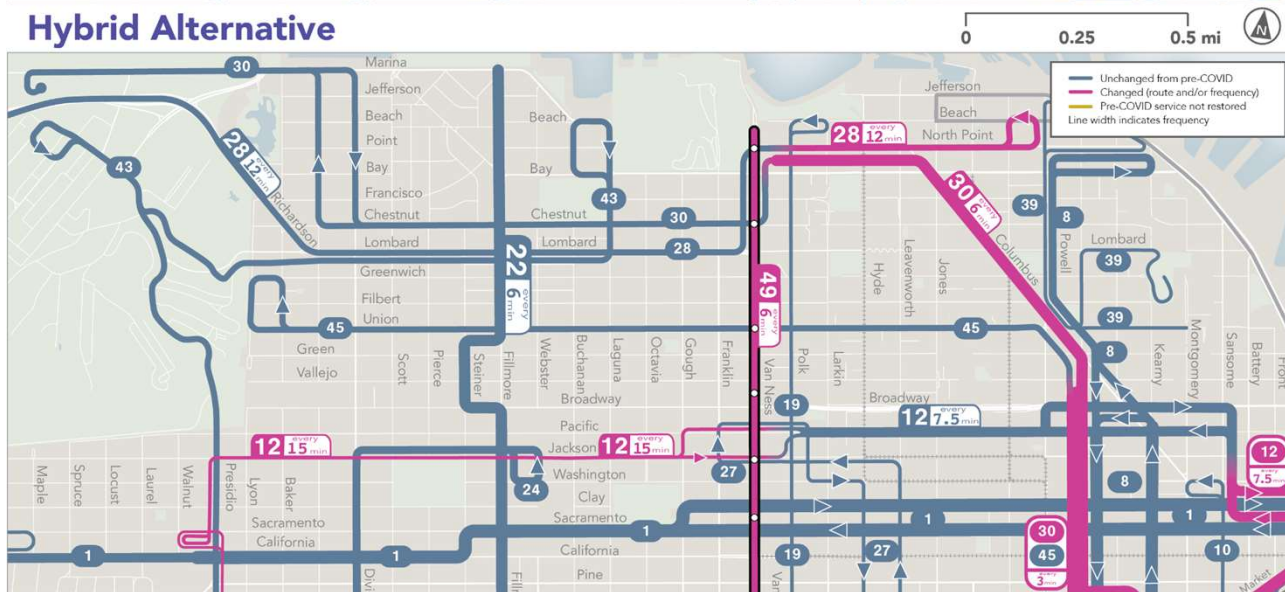 Hybrid Alternative
0 0.25 0.5 mi
N
Unchanged from pre-COVID
Changed (route and/or frequency)
Pre-COVID service not restored
Line width indicates frequency
30
Marina
Jefferson
Beach
Point
Bay
Francisco
Chestnut
Lombard
Greenwich
Filbert
Union
Green
Vallejo
43
28 every 12 min
Richardson
Beach
Bay
43
Chestnut
30
Lombard
28
22 every 6 min
45
Scott
Pierce
Steiner
Fillmore
Webster
Buchanan
Laguna
Octavia
Gough
Franklin
Van Ness
Polk
Larkin
49 every 6 min
28 every 12 min
Jefferson
Beach
North Point
30 every 6 min
Columbus
Hyde
Leavenworth
Jones
39
8
Powell
Lombard
39
39
45
8
Kearny
Montgomery
Sansome
Battery
Front
Broadway
Pacific
Jackson
Washington
Clay
Sacramento
California
Pine
19
Broadway
12 every 7.5 min
12 every 15 min
12 every 15 min
27
24
Maple
Spruce
Locust
Laurel
Walnut
Presidio
Lyon
Baker
Sacramento
California
1
1
1
1
1
8
12
7.5 min
19
27
30
45
every 3 min
10
Market
Divi
Fillm
Van